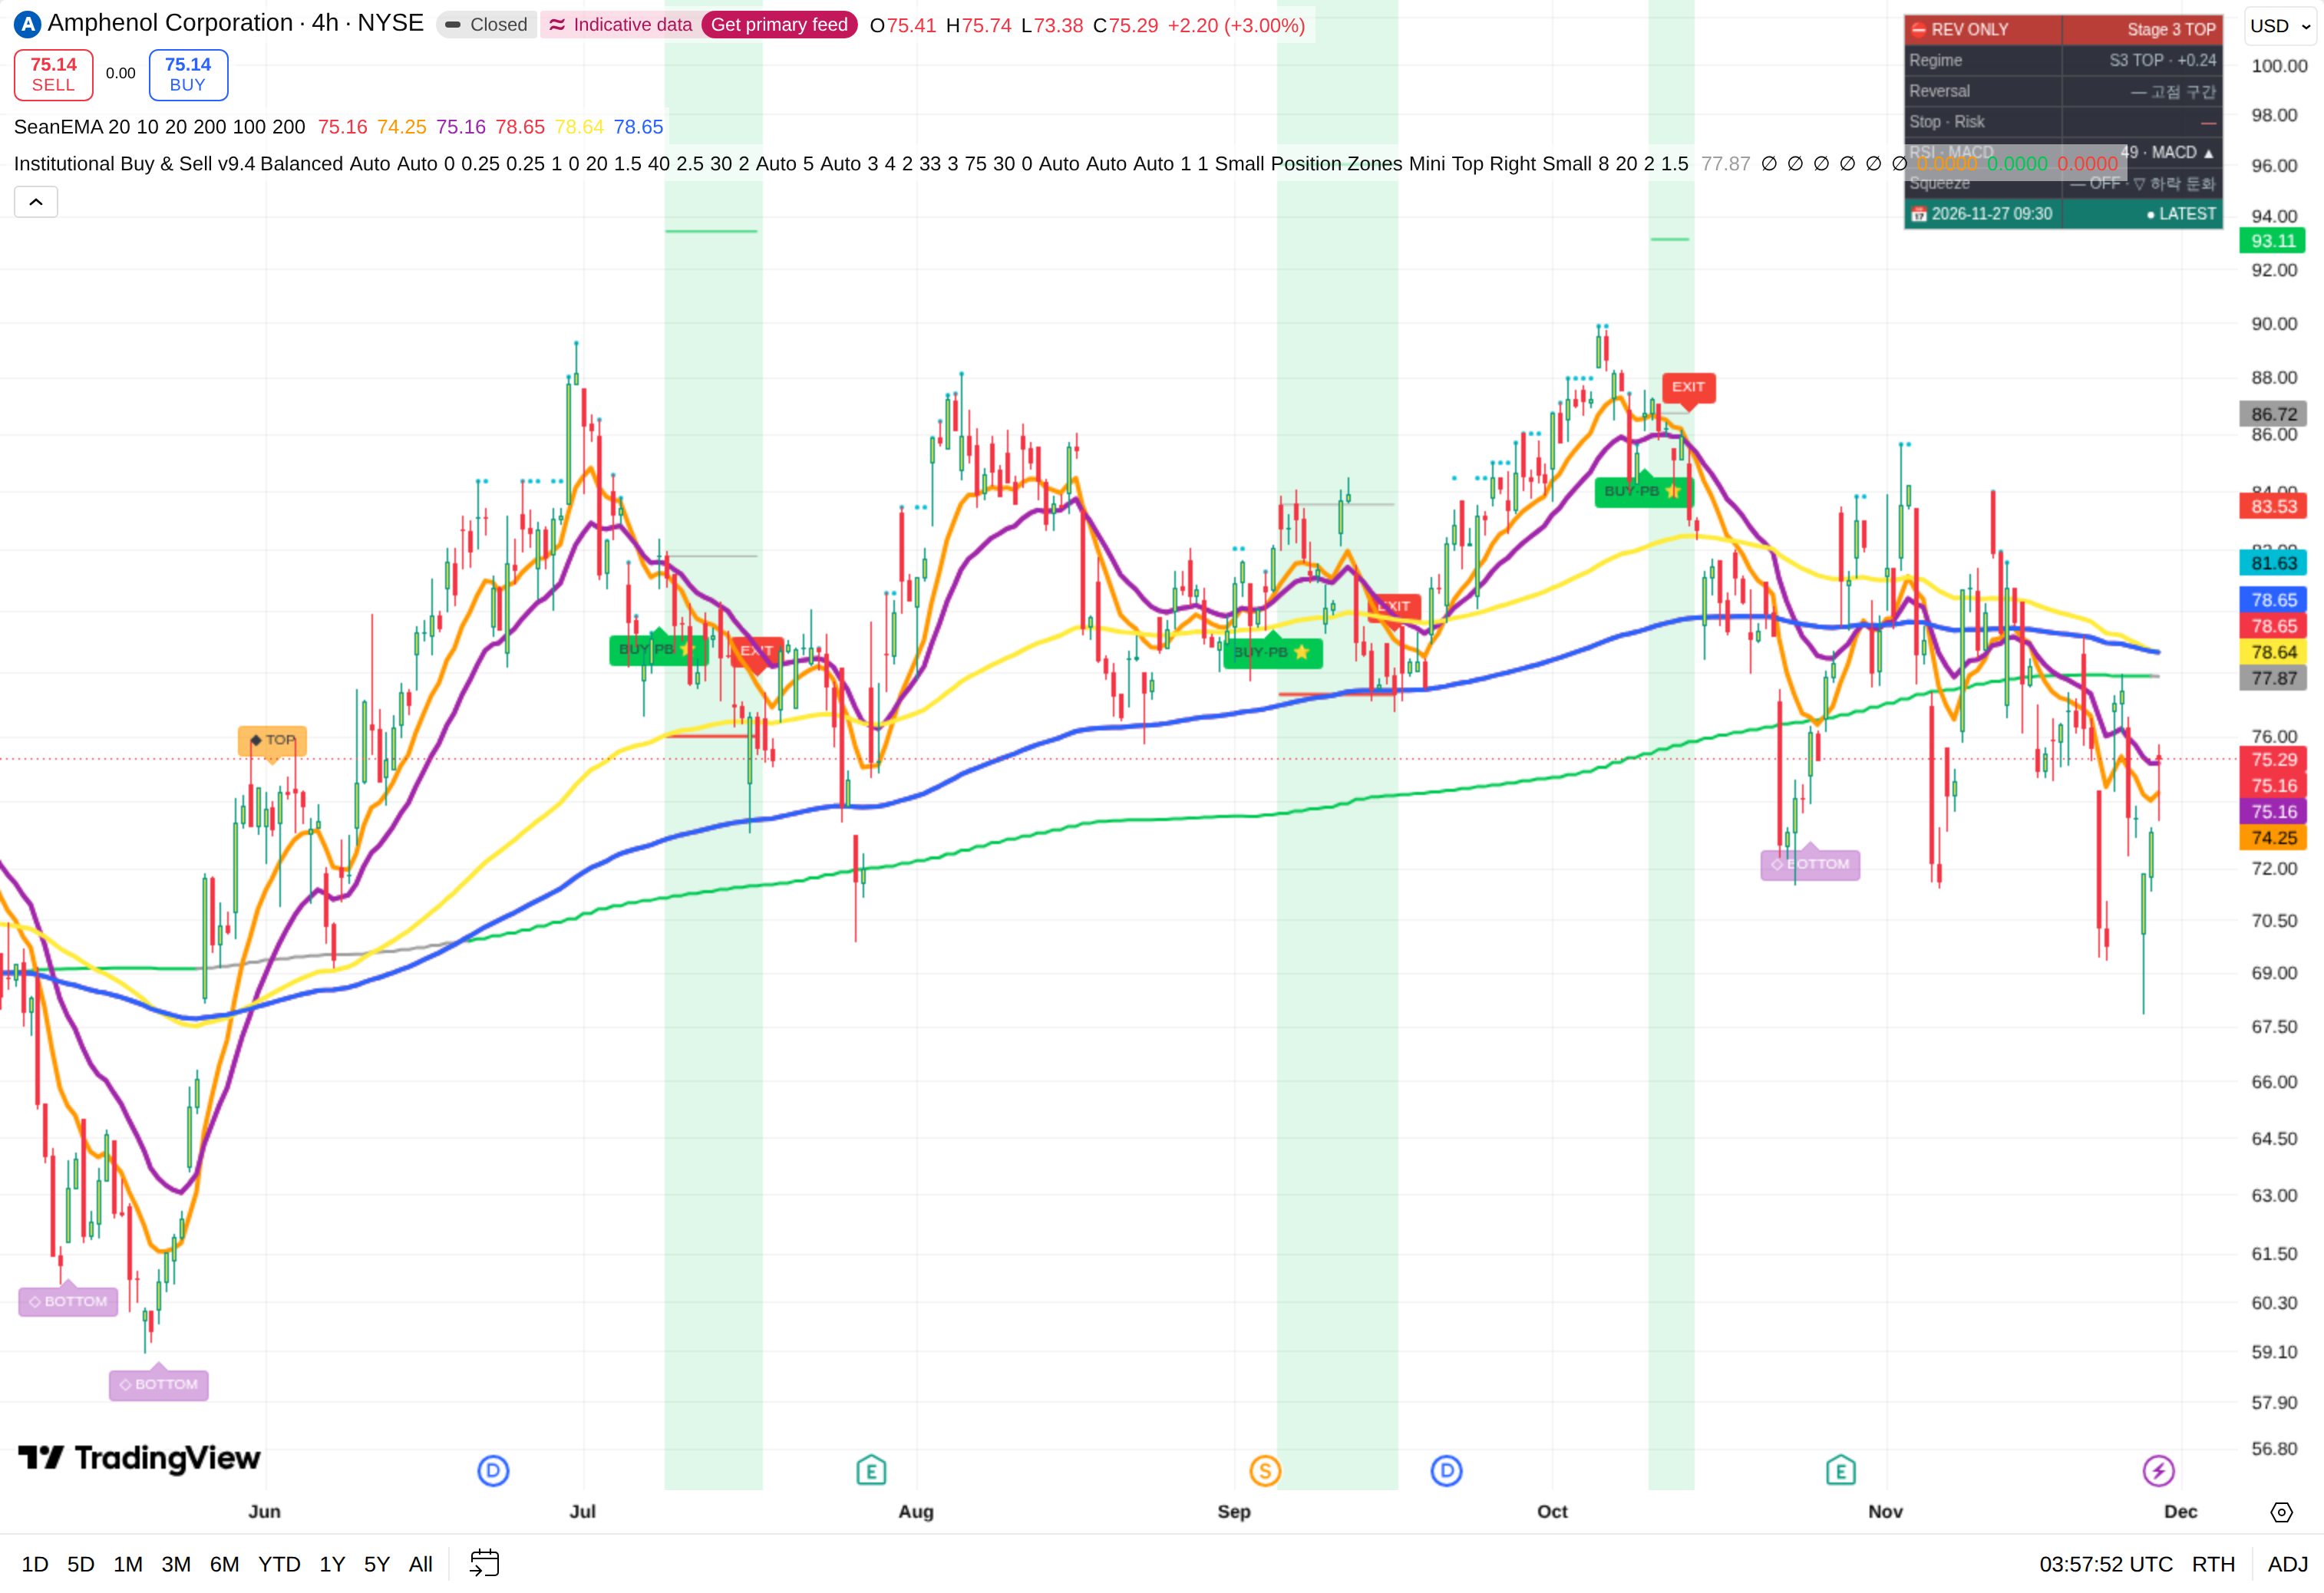 A Amphenol Corporation · 4h · NYSE Closed ≈ Indicative data Get primary feed O75.41 H75.74 L73.38 C75.29 +2.20 (+3.00%)
75.14 SELL 0.00 75.14 BUY
SeanEMA 20 10 20 200 100 200 75.16 74.25 75.16 78.65 78.64 78.65
Institutional Buy & Sell v9.4 Balanced Auto Auto 0 0.25 0.25 1 0 20 1.5 40 2.5 30 2 Auto 5 Auto 3 4 2 33 3 75 30 0 Auto Auto Auto 1 1 Small Position Zones Mini Top Right Small 8 20 2 1.5 77.87 ∅ ∅ ∅ ∅ ∅ ∅ 0.0000 0.0000 0.0000
⛔ REV ONLY Stage 3 TOP
Regime S3 TOP · +0.24
Reversal — 고점 구간
Stop · Risk —
RSI · MACD 49 · MACD ▲
Squeeze — OFF · ▽ 하락 둔화
📅 2026-11-27 09:30 ● LATEST
USD
100.00
98.00
96.00
94.00
93.11
92.00
90.00
88.00
86.72
86.00
84.00
83.53
82.00
81.63
78.65
78.65
78.64
77.87
76.00
75.29
75.16
75.16
74.25
72.00
70.50
69.00
67.50
66.00
64.50
63.00
61.50
60.30
59.10
57.90
56.80
EXIT
BUY-PB ⭐
EXIT
BUY-PB ⭐
EXIT
BUY-PB ⭐
◆ TOP
◇ BOTTOM
◇ BOTTOM
◇ BOTTOM
TradingView
D E S D E
Jun Jul Aug Sep Oct Nov Dec
1D 5D 1M 3M 6M YTD 1Y 5Y All 03:57:52 UTC RTH ADJ